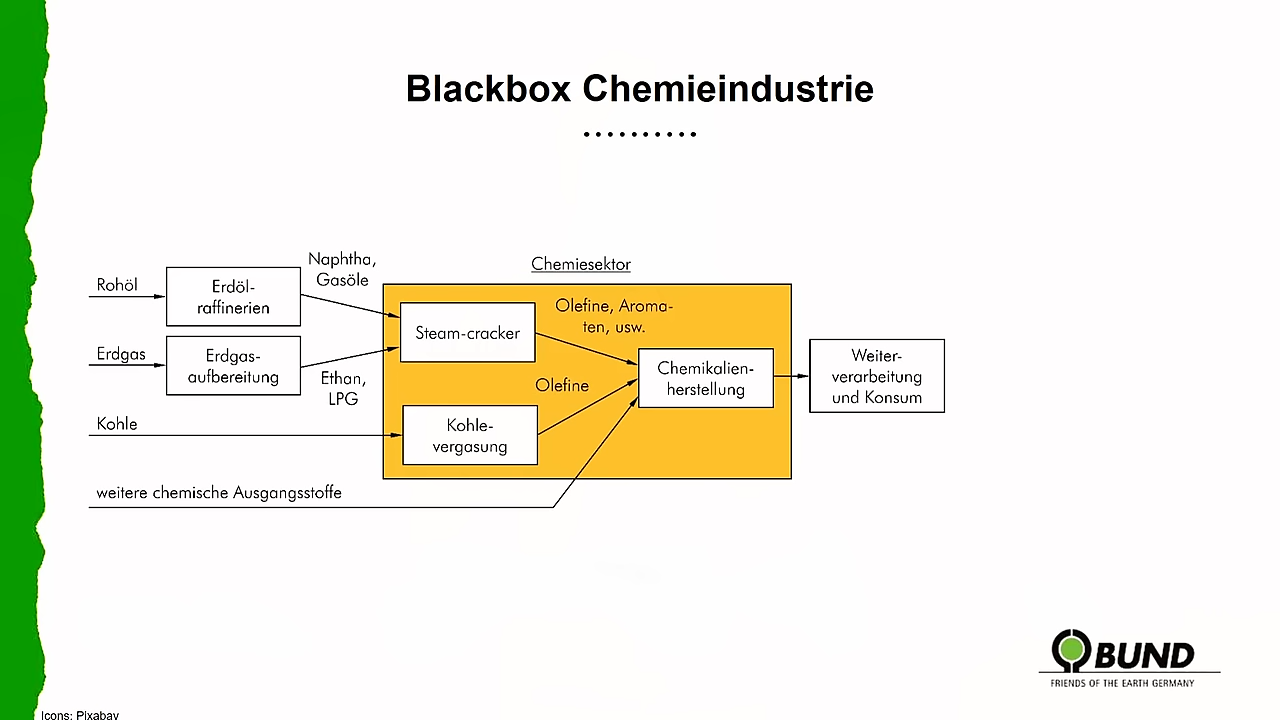 Blackbox Chemieindustrie
Rohöl
Erdöl-
raffinerien
Naphtha,
Gasöle
Erdgas
Erdgas-
aufbereitung
Ethan,
LPG
Kohle
weitere chemische Ausgangsstoffe
Chemiesektor
Steam-cracker
Olefine, Aroma-
ten, usw.
Kohle-
vergasung
Olefine
Chemikalien-
herstellung
Weiter-
verarbeitung
und Konsum
BUND
FRIENDS OF THE EARTH GERMANY
Icons: Pixabay